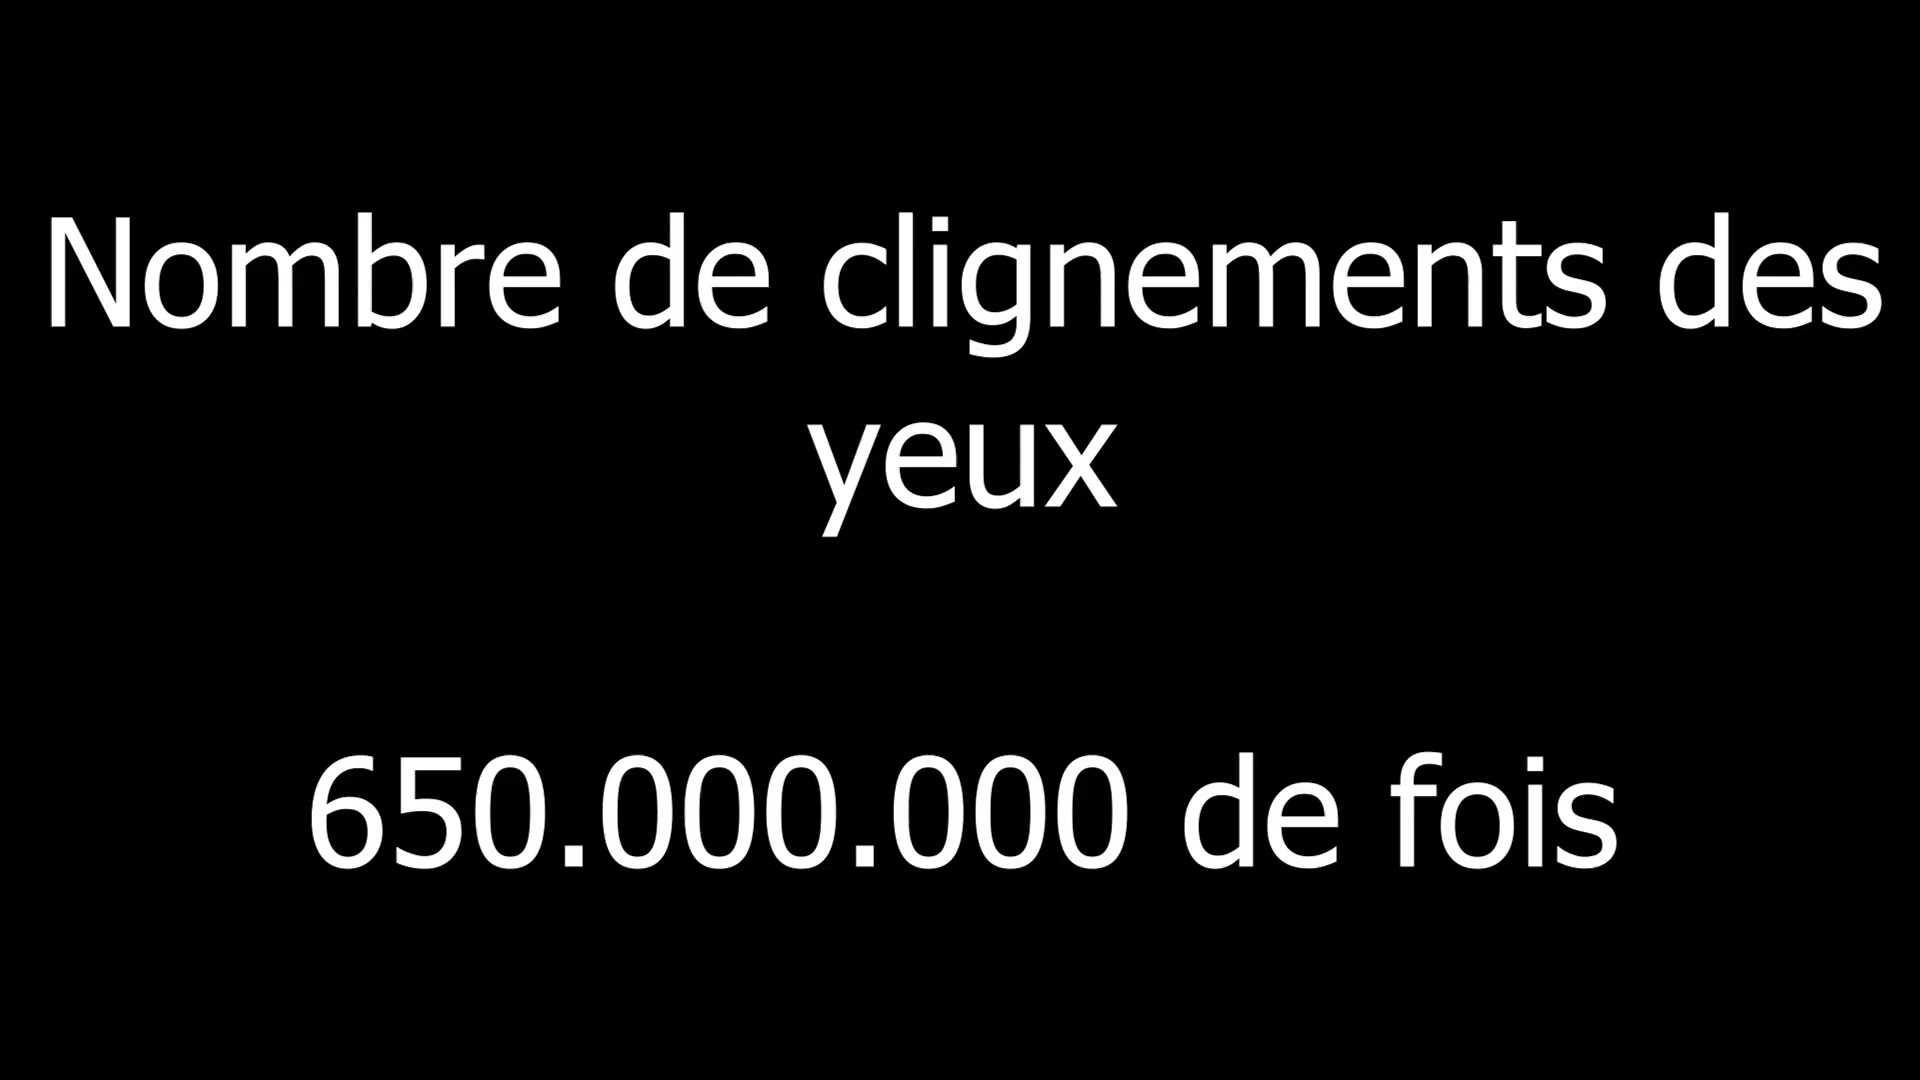 Nombre de clignements des
yeux
650.000.000 de fois